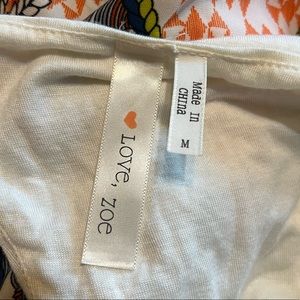 ♥ Love, zoe
Made In
CHINA
M